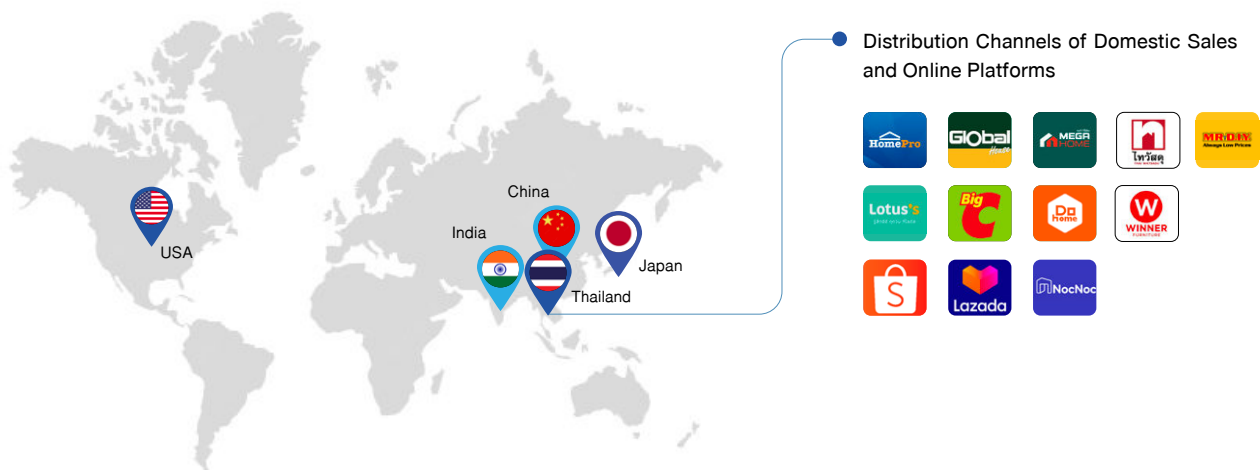 Distribution Channels of Domestic Sales
and Online Platforms
HomePro
Global
House
MEGA
HOME
ไทวัสดุ
MR.D.I.Y.
Always Low Prices
Lotus's
Big
C
Do
home
W
WINNER
FURNITURE
S
Lazada
NocNoc
China
India
USA
Japan
Thailand